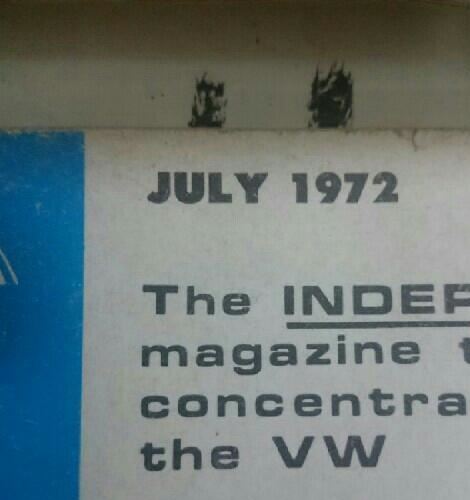 JULY 1972
The INDEP
magazine t
concentra
the VW